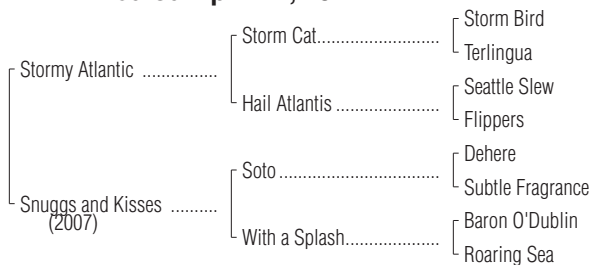 Storm Bird
Storm Cat........................
Terlingua
Stormy Atlantic ...............
Seattle Slew
Hail Atlantis .....................
Flippers
Dehere
Soto................................
Subtle Fragrance
Snuggs and Kisses .........
(2007)
Baron O'Dublin
With a Splash...................
Roaring Sea